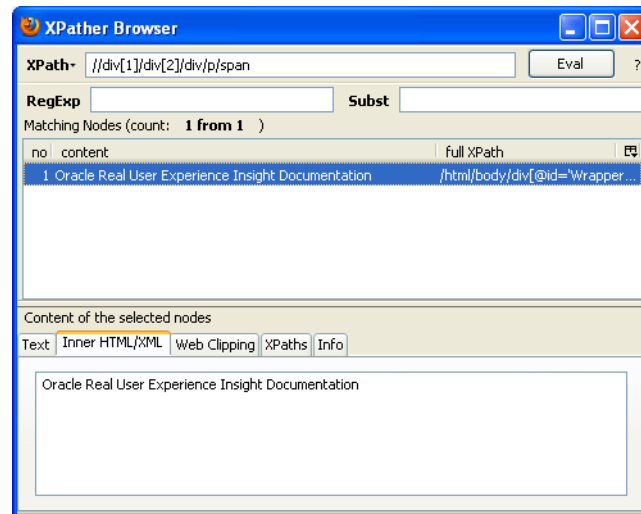 XPather Browser
XPath //div[1]/div[2]/div/p/span Eval ?
RegExp Subst
Matching Nodes (count: 1 from 1 )
no content full XPath
1 Oracle Real User Experience Insight Documentation /html/body/div[@id='Wrapper...
Content of the selected nodes
Text Inner HTML/XML Web Clipping XPaths Info
Oracle Real User Experience Insight Documentation